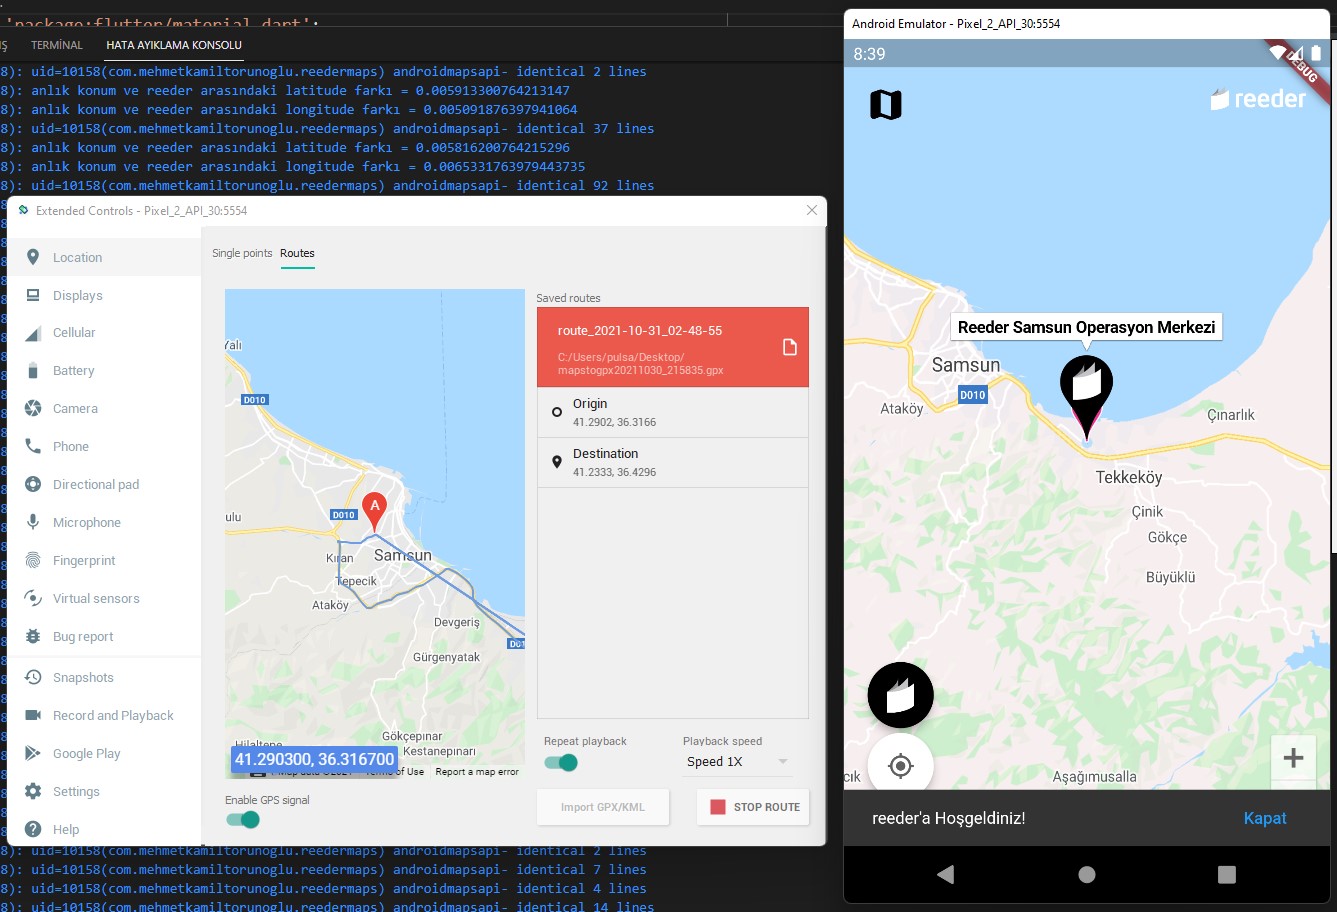 'package:flutter/material.dart';
TERMİNAL
HATA AYIKLAMA KONSOLU
8): uid=10158(com.mehmetkamiltorunoglu.reedermaps) androidmapsapi- identical 2 lines
8): anlık konum ve reeder arasındaki latitude farkı = 0.005913300764213147
8): anlık konum ve reeder arasındaki longitude farkı = 0.005091876397941064
8): uid=10158(com.mehmetkamiltorunoglu.reedermaps) androidmapsapi- identical 37 lines
8): anlık konum ve reeder arasındaki latitude farkı = 0.005816200764215296
8): anlık konum ve reeder arasındaki longitude farkı = 0.0065331763979443735
8): uid=10158(com.mehmetkamiltorunoglu.reedermaps) androidmapsapi- identical 92 lines
Extended Controls - Pixel_2_API_30:5554
Location
Displays
Cellular
Battery
Camera
Phone
Directional pad
Microphone
Fingerprint
Virtual sensors
Bug report
Snapshots
Record and Playback
Google Play
Settings
Help
Single points
Routes
Yalı
D010
ulu
D010
A
Kıran
Samsun
Tepecik
Ataköy
Devgeriş
Gürgenyatak
Gökçepınar
Kestanepınarı
41.290300, 36.316700
Report a map error
Enable GPS signal
Saved routes
route_2021-10-31_02-48-55
C:/Users/pulsa/Desktop/
mapstogpx20211030_215835.gpx
Origin
41.2902, 36.3166
Destination
41.2333, 36.4296
Repeat playback
Playback speed
Speed 1X
Import GPX/KML
STOP ROUTE
8): uid=10158(com.mehmetkamiltorunoglu.reedermaps) androidmapsapi- identical 2 lines
8): uid=10158(com.mehmetkamiltorunoglu.reedermaps) androidmapsapi- identical 7 lines
8): uid=10158(com.mehmetkamiltorunoglu.reedermaps) androidmapsapi- identical 4 lines
8): uid=10158(com.mehmetkamiltorunoglu.reedermaps) androidmapsapi- identical 14 lines
Android Emulator - Pixel_2_API_30:5554
8:39
DEBUG
reeder
Reeder Samsun Operasyon Merkezi
Samsun
D010
Ataköy
Çınarlık
Tekkeköy
Çinik
Gökçe
Büyüklü
cık
Aşağımusalla
+
reeder'a Hoşgeldiniz!
Kapat